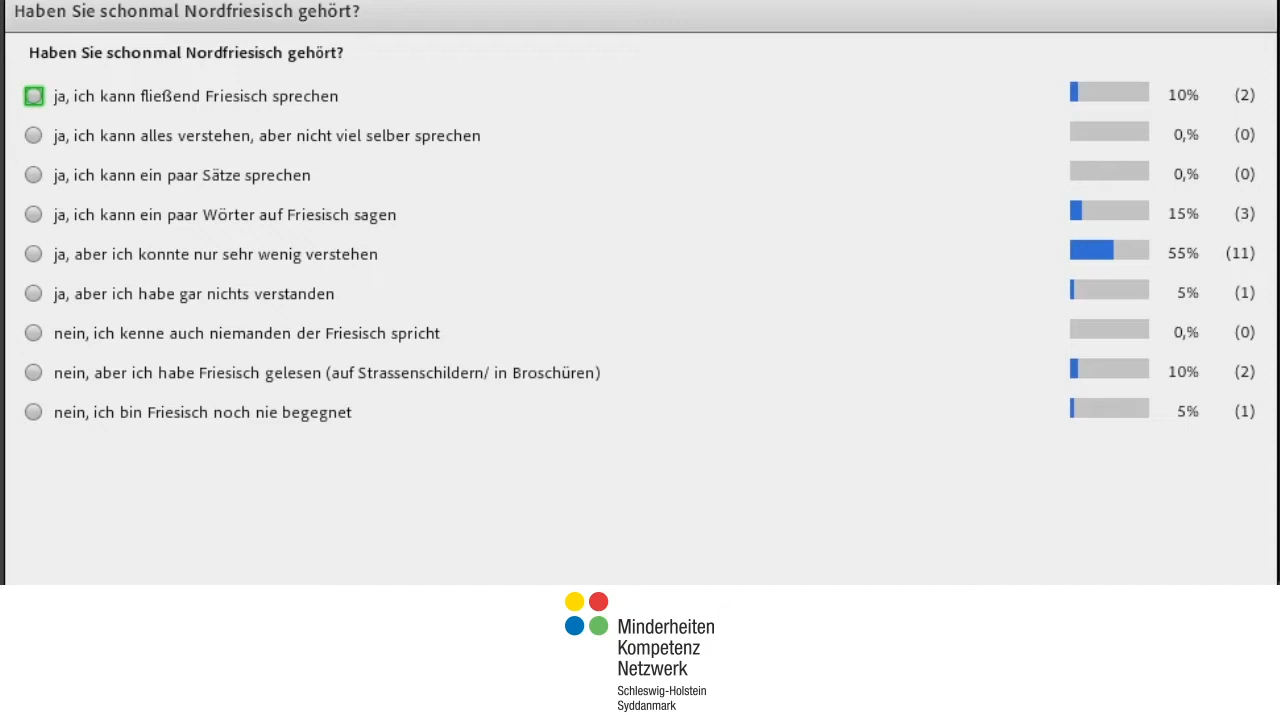 Haben Sie schonmal Nordfriesisch gehört?
Haben Sie schonmal Nordfriesisch gehört?
ja, ich kann fließend Friesisch sprechen 10% (2)
ja, ich kann alles verstehen, aber nicht viel selber sprechen 0,% (0)
ja, ich kann ein paar Sätze sprechen 0,% (0)
ja, ich kann ein paar Wörter auf Friesisch sagen 15% (3)
ja, aber ich konnte nur sehr wenig verstehen 55% (11)
ja, aber ich habe gar nichts verstanden 5% (1)
nein, ich kenne auch niemanden der Friesisch spricht 0,% (0)
nein, aber ich habe Friesisch gelesen (auf Strassenschildern/ in Broschüren) 10% (2)
nein, ich bin Friesisch noch nie begegnet 5% (1)
Minderheiten
Kompetenz
Netzwerk
Schleswig-Holstein
Syddanmark